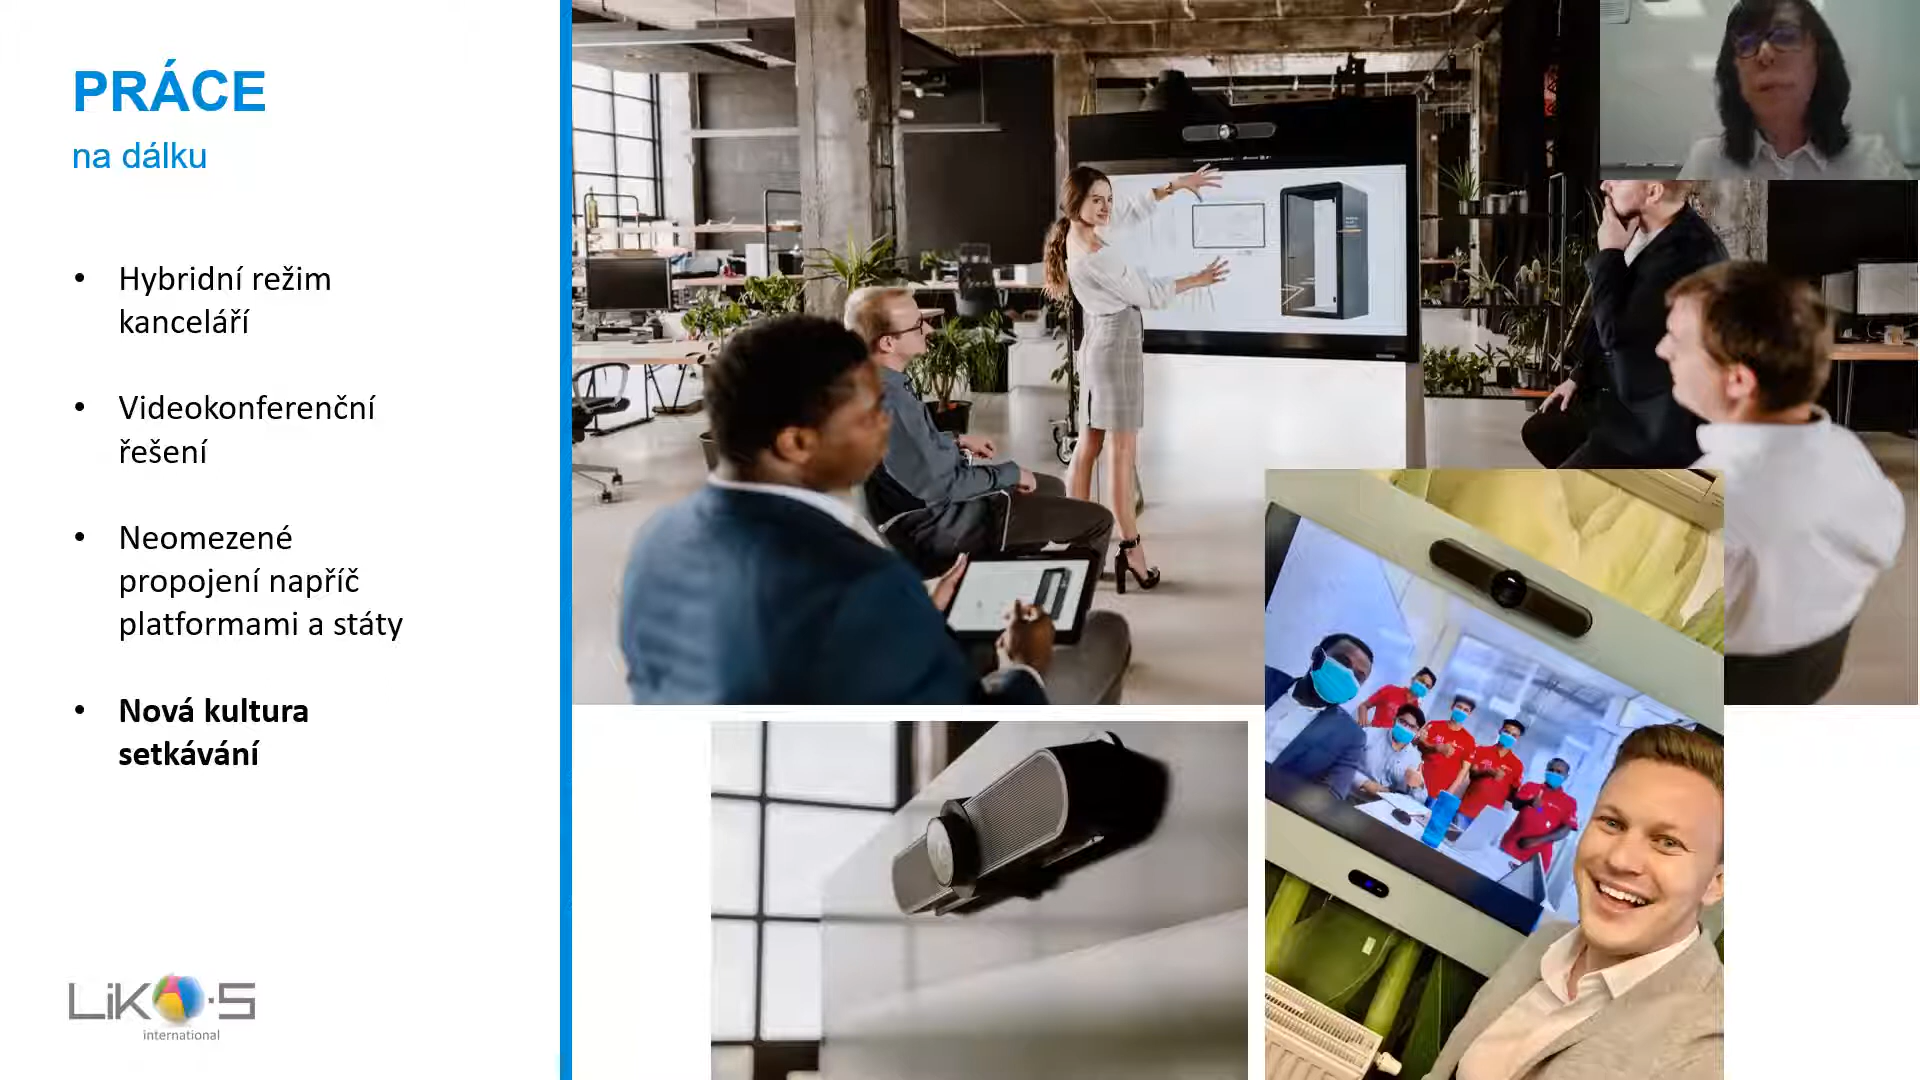 PRÁCE
na dálku
• Hybridní režim
kanceláří
• Videokonferenční
řešení
• Neomezené
propojení napříč
platformami a státy
• Nová kultura
setkávání
LiKO-S
international